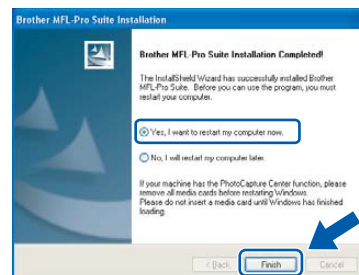 Brother MFL-Pro Suite Installation
Brother MFL-Pro Suite Installation Completed!
The InstallShield Wizard has successfully installed Brother
MFL-Pro Suite. Before you can use the program, you must
restart your computer.
Yes, I want to restart my computer now.
No, I will restart my computer later.
If your machine has the PhotoCapture Center function, please
remove all media cards before restarting Windows.
Please do not insert a media card until Windows has finished
loading.
< Back
Finish
Cancel